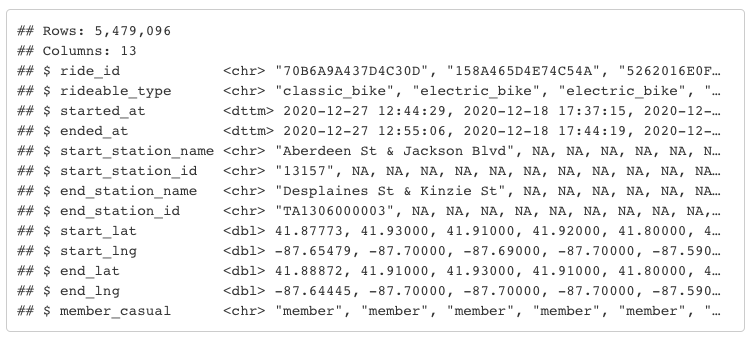 ## Rows: 5,479,096
## Columns: 13
## $ ride_id            <chr> "70B6A9A437D4C30D", "158A465D4E74C54A", "5262016E0F…
## $ rideable_type      <chr> "classic_bike", "electric_bike", "electric_bike", "…
## $ started_at         <dttm> 2020-12-27 12:44:29, 2020-12-18 17:37:15, 2020-12-…
## $ ended_at           <dttm> 2020-12-27 12:55:06, 2020-12-18 17:44:19, 2020-12-…
## $ start_station_name <chr> "Aberdeen St & Jackson Blvd", NA, NA, NA, NA, NA, N…
## $ start_station_id   <chr> "13157", NA, NA, NA, NA, NA, NA, NA, NA, NA, NA, NA…
## $ end_station_name   <chr> "Desplaines St & Kinzie St", NA, NA, NA, NA, NA, NA…
## $ end_station_id     <chr> "TA1306000003", NA, NA, NA, NA, NA, NA, NA, NA, NA,…
## $ start_lat          <dbl> 41.87773, 41.93000, 41.91000, 41.92000, 41.80000, 4…
## $ start_lng          <dbl> -87.65479, -87.70000, -87.69000, -87.70000, -87.590…
## $ end_lat            <dbl> 41.88872, 41.91000, 41.93000, 41.91000, 41.80000, 4…
## $ end_lng            <dbl> -87.64445, -87.70000, -87.70000, -87.70000, -87.590…
## $ member_casual      <chr> "member", "member", "member", "member", "member", "…